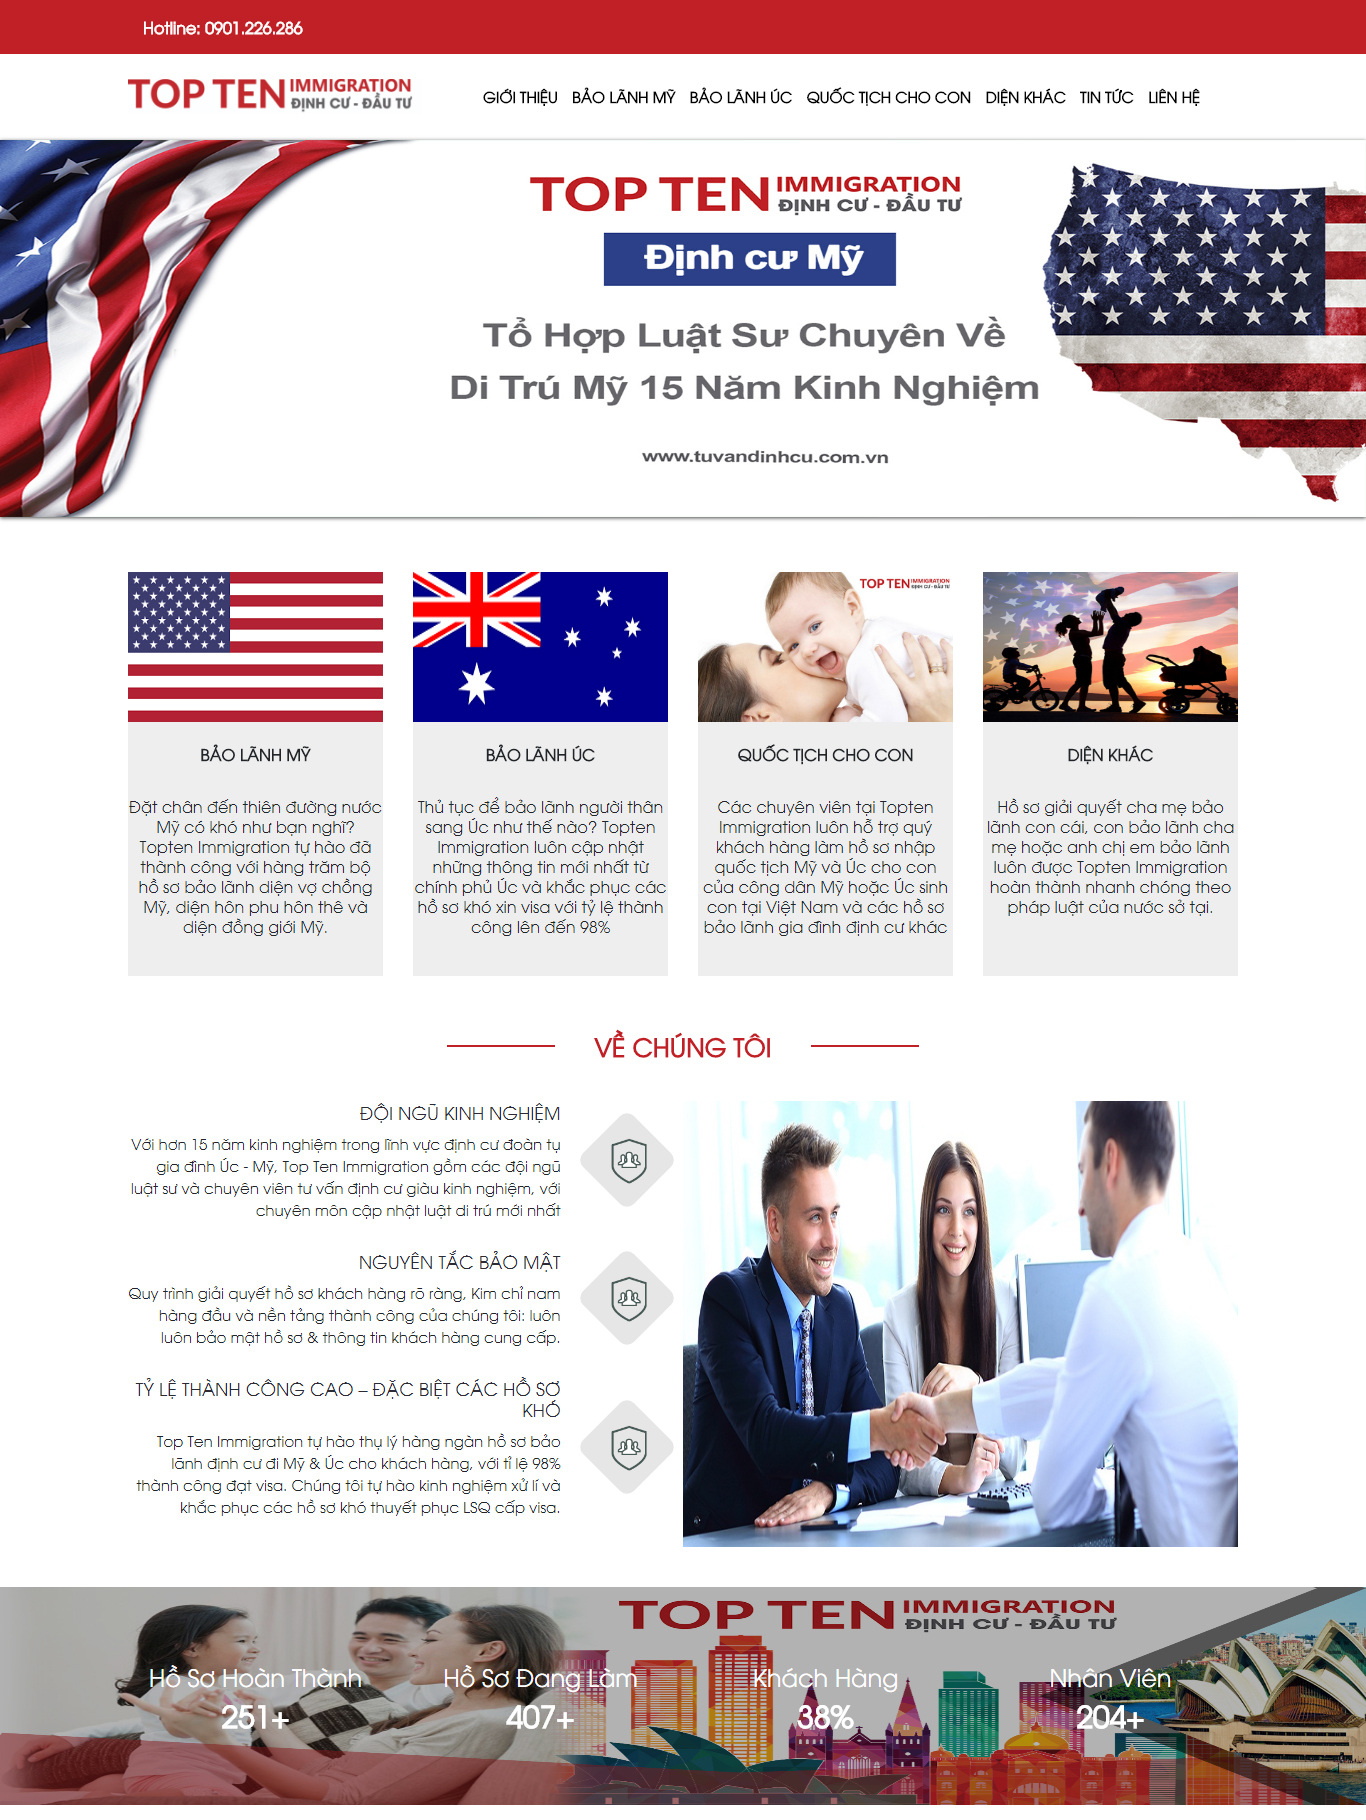 Hotline: 0901.226.286
TOP TEN IMMIGRATION
ĐỊNH CƯ - ĐẦU TƯ
GIỚI THIỆU BẢO LÃNH MỸ BẢO LÃNH ÚC QUỐC TỊCH CHO CON DIỆN KHÁC TIN TỨC LIÊN HỆ
TOP TEN IMMIGRATION
ĐỊNH CƯ - ĐẦU TƯ
Định cư Mỹ
Tổ Hợp Luật Sư Chuyên Về
Di Trú Mỹ 15 Năm Kinh Nghiệm
www.tuvandinhcu.com.vn
BẢO LÃNH MỸ
Đặt chân đến thiên đường nước
Mỹ có khó như bạn nghĩ?
Topten Immigration tự hào đã
thành công với hàng trăm bộ
hồ sơ bảo lãnh diện vợ chồng
Mỹ, diện hôn phu hôn thê và
diện đồng giới Mỹ.
BẢO LÃNH ÚC
Thủ tục để bảo lãnh người thân
sang Úc như thế nào? Topten
Immigration luôn cập nhật
những thông tin mới nhất từ
chính phủ Úc và khắc phục các
hồ sơ khó xin visa với tỷ lệ thành
công lên đến 98%
TOP TEN IMMIGRATION
ĐỊNH CƯ - ĐẦU TƯ
QUỐC TỊCH CHO CON
Các chuyên viên tại Topten
Immigration luôn hỗ trợ quý
khách hàng làm hồ sơ nhập
quốc tịch Mỹ và Úc cho con
của công dân Mỹ hoặc Úc sinh
con tại Việt Nam và các hồ sơ
bảo lãnh gia đình định cư khác
DIỆN KHÁC
Hồ sơ giải quyết cha mẹ bảo
lãnh con cái, con bảo lãnh cha
mẹ hoặc anh chị em bảo lãnh
luôn được Topten Immigration
hoàn thành nhanh chóng theo
pháp luật của nước sở tại.
VỀ CHÚNG TÔI
ĐỘI NGŨ KINH NGHIỆM
Với hơn 15 năm kinh nghiệm trong lĩnh vực định cư đoàn tụ
gia đình Úc - Mỹ, Top Ten Immigration gồm các đội ngũ
luật sư và chuyên viên tư vấn định cư giàu kinh nghiệm, với
chuyên môn cập nhật luật di trú mới nhất
NGUYÊN TẮC BẢO MẬT
Quy trình giải quyết hồ sơ khách hàng rõ ràng, Kim chỉ nam
hàng đầu và nền tảng thành công của chúng tôi: luôn
luôn bảo mật hồ sơ & thông tin khách hàng cung cấp.
TỶ LỆ THÀNH CÔNG CAO – ĐẶC BIỆT CÁC HỒ SƠ
KHÓ
Top Ten Immigration tự hào thụ lý hàng ngàn hồ sơ bảo
lãnh định cư đi Mỹ & Úc cho khách hàng, với tỉ lệ 98%
thành công đạt visa. Chúng tôi tự hào kinh nghiệm xử lí và
khắc phục các hồ sơ khó thuyết phục LSQ cấp visa.
TOP TEN IMMIGRATION
ĐỊNH CƯ - ĐẦU TƯ
Hồ Sơ Hoàn Thành
251+
Hồ Sơ Đang Làm
407+
Khách Hàng
38%
Nhân Viên
204+